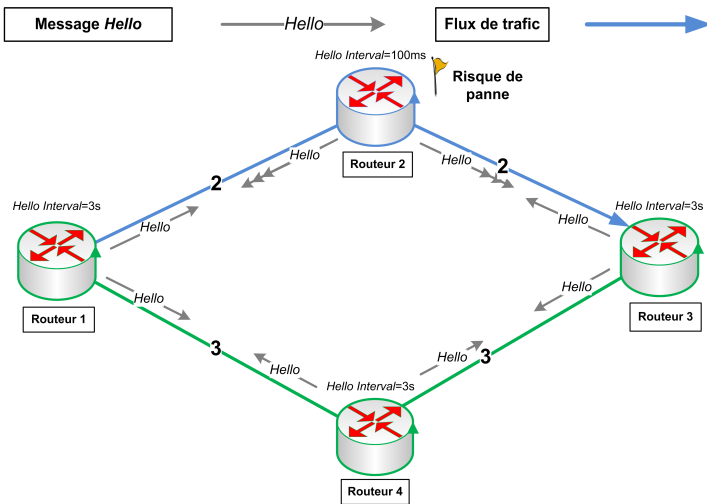 Message Hello
Hello
Flux de trafic
Hello Interval=100ms
Risque de
panne
Hello
Hello
Routeur 2
2
2
Hello Interval=3s
Hello Interval=3s
Hello
Hello
Routeur 1
Routeur 3
Hello
Hello
3
3
Hello
Hello
Hello Interval=3s
Routeur 4